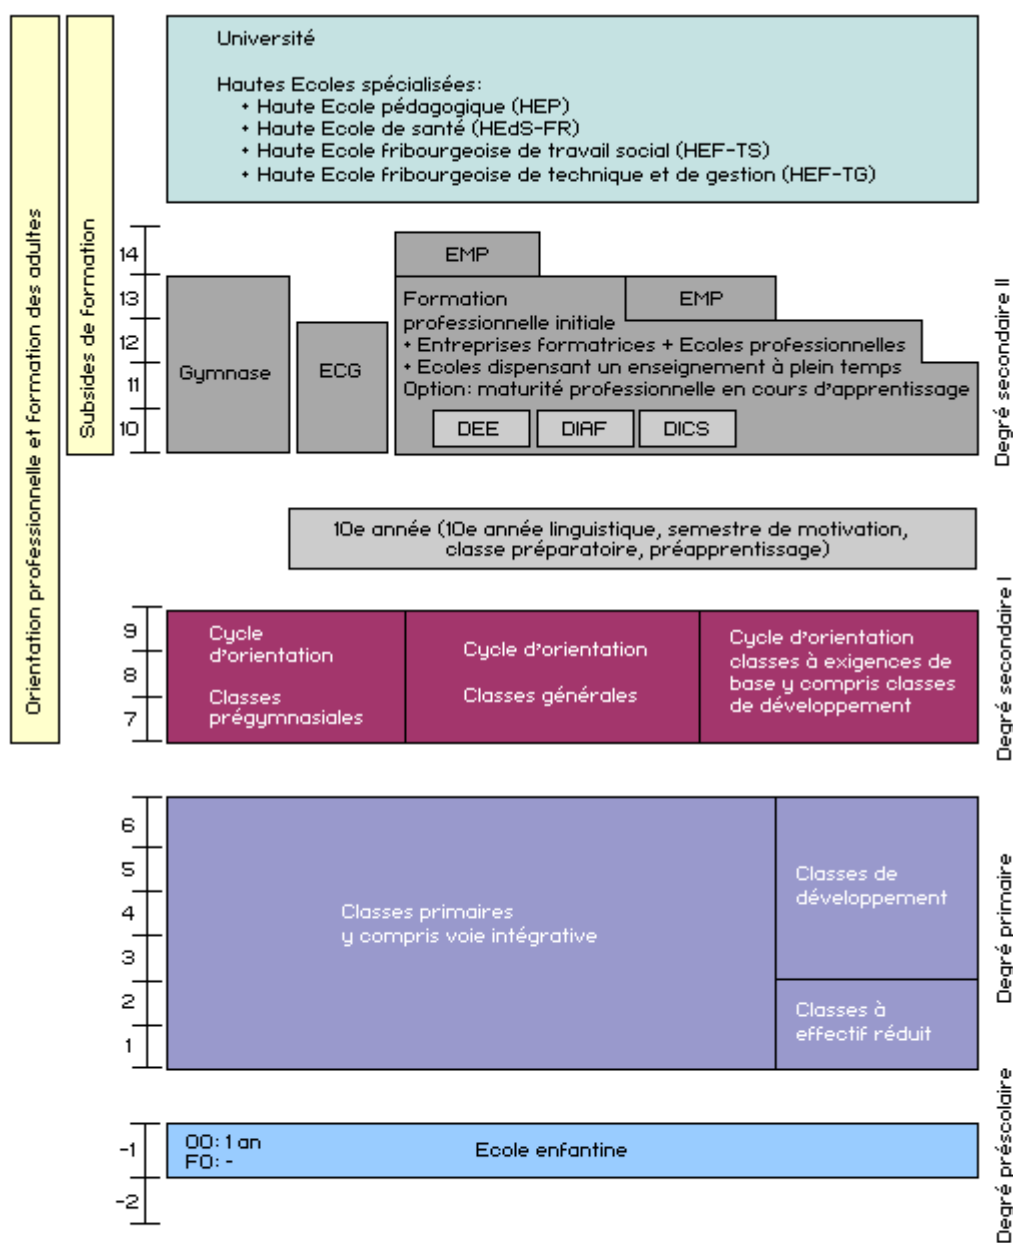 Orientation professionnelle et formation des adultes
Subsides de formation
Université
Hautes Ecoles spécialisées:
• Haute Ecole pédagogique (HEP)
• Haute Ecole de santé (HEdS-FR)
• Haute Ecole fribourgeoise de travail social (HEF-TS)
• Haute Ecole fribourgeoise de technique et de gestion (HEF-TG)
Degré secondaire II
14
13
12
11
10
Gymnase
ECG
EMP
EMP
Formation
professionnelle initiale
• Entreprises formatrices + Ecoles professionnelles
• Ecoles dispensant un enseignement à plein temps
Option: maturité professionnelle en cours d'apprentissage
DEE
DIAF
DICS
10e année (10e année linguistique, semestre de motivation,
classe préparatoire, préapprentissage)
Degré secondaire I
9
8
7
Cycle
d'orientation
Classes
prégymnasiales
Cycle d'orientation
Classes générales
Cycle d'orientation
classes à exigences de
base y compris classes
de développement
Degré primaire
6
5
4
3
2
1
Classes primaires
y compris voie intégrative
Classes de
développement
Classes à
effectif réduit
Degré préscolaire
-1
-2
OO: 1 an
FO: -
Ecole enfantine